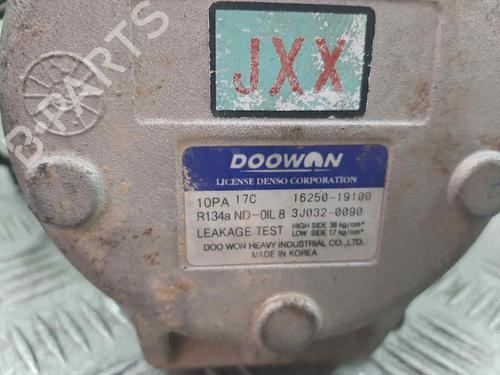 B-PARTS
JXX
DOOWON
LICENSE DENSO CORPORATION
10PA 17C 16250-19100
R134a ND-OIL 8 3J032-0090
LEAKAGE TEST HIGH SIDE 36 kg/cm²
LOW SIDE 17 kg/cm²
DOO WON HEAVY INDUSTRIAL CO.,LTD.
MADE IN KOREA